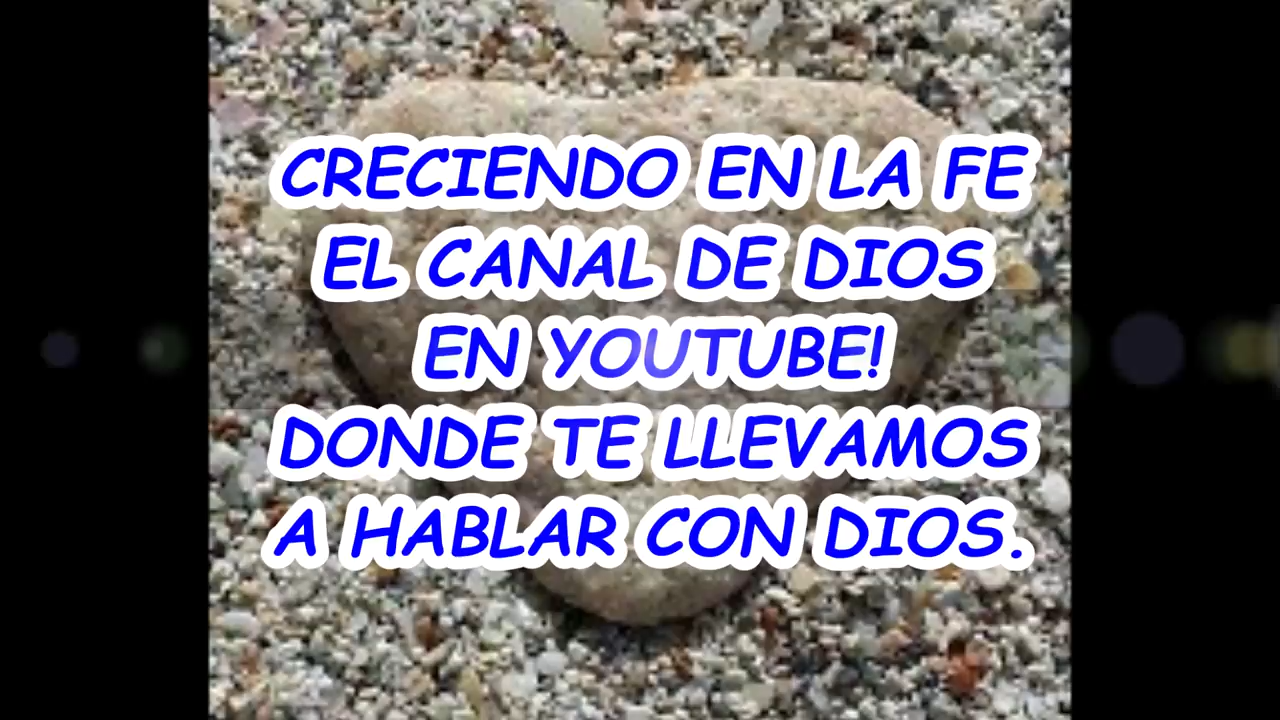 CRECIENDO EN LA FE
EL CANAL DE DIOS
EN YOUTUBE!
DONDE TE LLEVAMOS
A HABLAR CON DIOS.